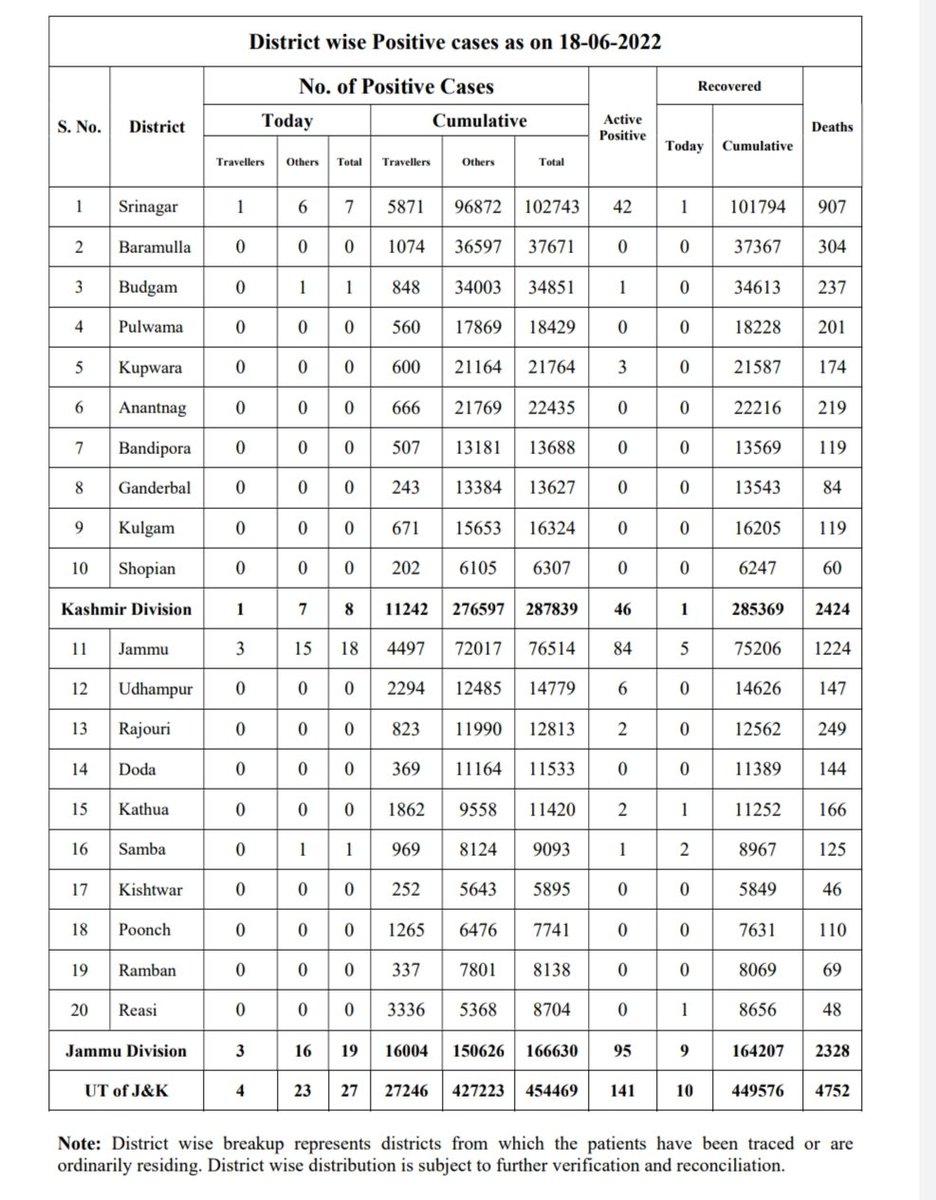 District wise Positive cases as on 18-06-2022
S. No. District No. of Positive Cases Active Positive Recovered Deaths
Today Cumulative Today Cumulative
Travellers Others Total Travellers Others Total
1 Srinagar 1 6 7 5871 96872 102743 42 1 101794 907
2 Baramulla 0 0 0 1074 36597 37671 0 0 37367 304
3 Budgam 0 1 1 848 34003 34851 1 0 34613 237
4 Pulwama 0 0 0 560 17869 18429 0 0 18228 201
5 Kupwara 0 0 0 600 21164 21764 3 0 21587 174
6 Anantnag 0 0 0 666 21769 22435 0 0 22216 219
7 Bandipora 0 0 0 507 13181 13688 0 0 13569 119
8 Ganderbal 0 0 0 243 13384 13627 0 0 13543 84
9 Kulgam 0 0 0 671 15653 16324 0 0 16205 119
10 Shopian 0 0 0 202 6105 6307 0 0 6247 60
Kashmir Division 1 7 8 11242 276597 287839 46 1 285369 2424
11 Jammu 3 15 18 4497 72017 76514 84 5 75206 1224
12 Udhampur 0 0 0 2294 12485 14779 6 0 14626 147
13 Rajouri 0 0 0 823 11990 12813 2 0 12562 249
14 Doda 0 0 0 369 11164 11533 0 0 11389 144
15 Kathua 0 0 0 1862 9558 11420 2 1 11252 166
16 Samba 0 1 1 969 8124 9093 1 2 8967 125
17 Kishtwar 0 0 0 252 5643 5895 0 0 5849 46
18 Poonch 0 0 0 1265 6476 7741 0 0 7631 110
19 Ramban 0 0 0 337 7801 8138 0 0 8069 69
20 Reasi 0 0 0 3336 5368 8704 0 1 8656 48
Jammu Division 3 16 19 16004 150626 166630 95 9 164207 2328
UT of J&K 4 23 27 27246 427223 454469 141 10 449576 4752
Note: District wise breakup represents districts from which the patients have been traced or are
ordinarily residing. District wise distribution is subject to further verification and reconciliation.